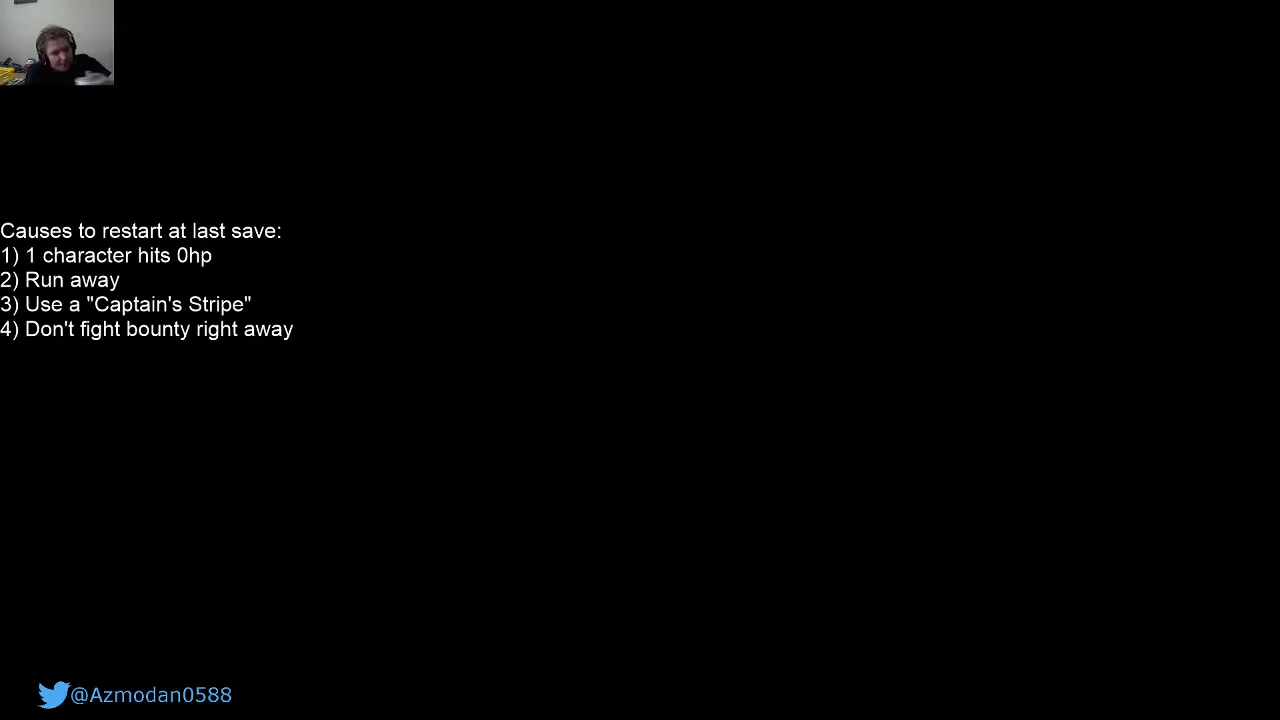 Causes to restart at last save:
1) 1 character hits 0hp
2) Run away
3) Use a "Captain's Stripe"
4) Don't fight bounty right away
@Azmodan0588